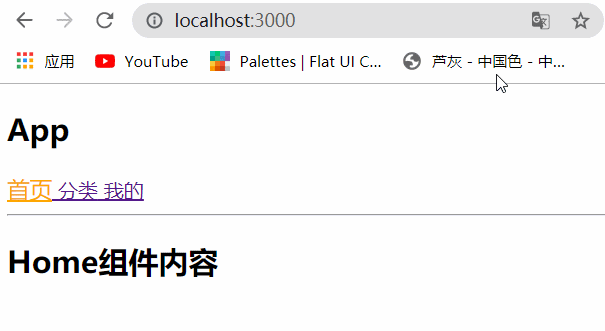 localhost:3000
应用 YouTube Palettes | Flat UI C... 芦灰 - 中国色 - 中...
App
首页 分类 我的
Home组件内容